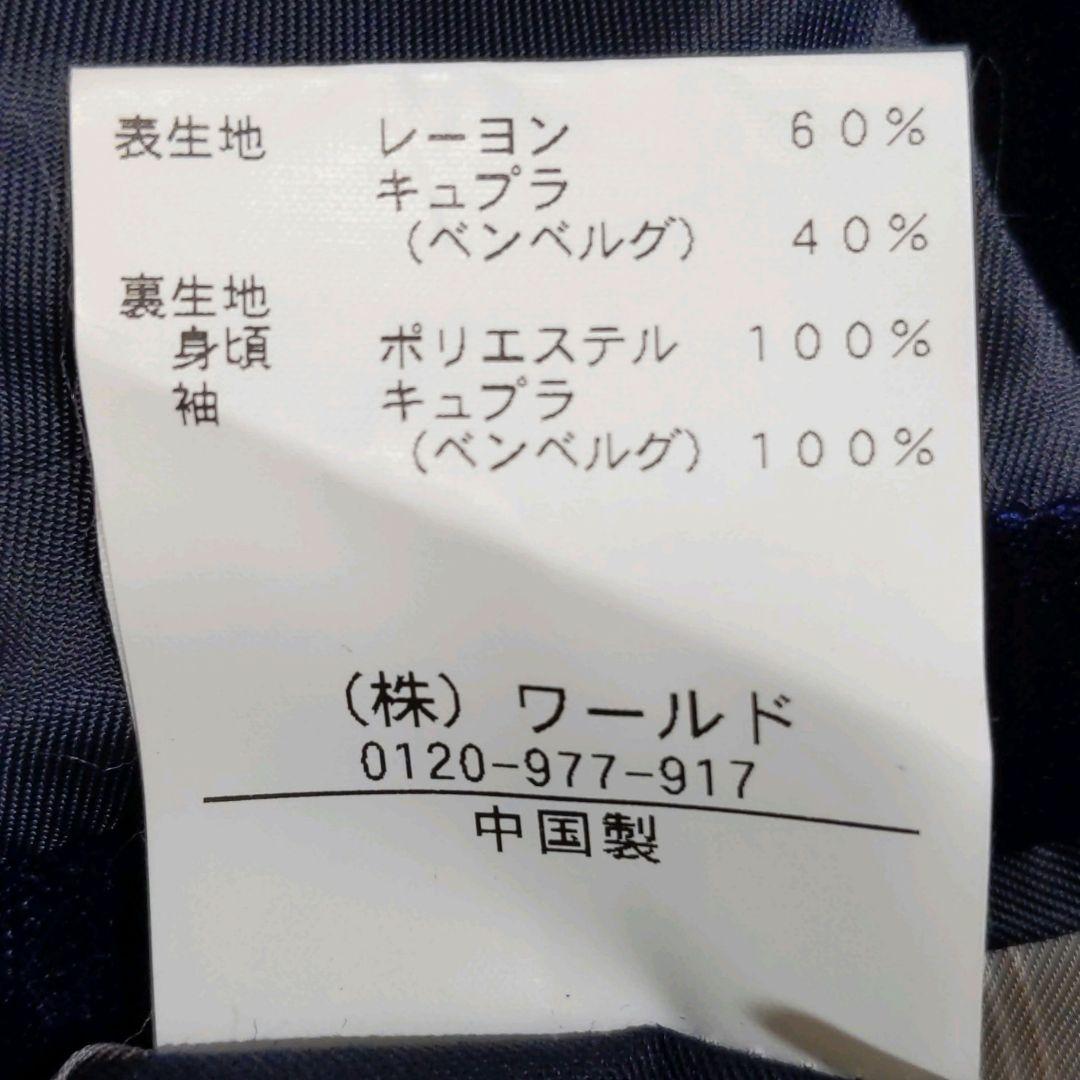 表生地 レーヨン 60%
キュプラ
(ベンベルグ) 40%
裏生地
身頃 ポリエステル 100%
袖 キュプラ
(ベンベルグ) 100%
(株) ワールド
0120-977-917
中国製